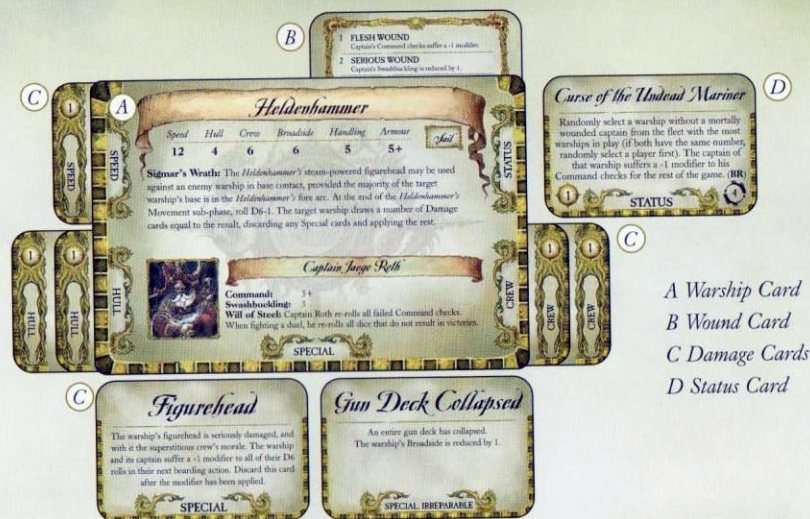 B
1 FLESH WOUND
Captain's Command checks suffer a -1 modifier.
2 SERIOUS WOUND
Captain's Swashbuckling is reduced by 1.
C
1
SPEED
A
Heldenhammer
Speed Hull Crew Broadside Handling Armour
12 4 6 6 5 5+
Sail
SPEED
STATUS
Sigmar's Wrath: The Heldenhammer's steam-powered figurehead may be used
against an enemy warship in base contact, provided the majority of the target
warship's base is in the Heldenhammer's fore arc. At the end of the Heldenhammer's
Movement sub-phase, roll D6-1. The target warship draws a number of Damage
cards equal to the result, discarding any Special cards and applying the rest.
Captain Jaego Roth
Command: 3+
Swashbuckling: 3
Will of Steel: Captain Roth re-rolls all failed Command checks.
When fighting a duel, he re-rolls all dice that do not result in victories.
HULL
CREW
SPECIAL
D
Curse of the Undead Mariner
Randomly select a warship without a mortally
wounded captain from the fleet with the most
warships in play (if both have the same number,
randomly select a player first). The captain of
that warship suffers a -1 modifier to his
Command checks for the rest of the game. (BR)
1
STATUS
4
C
1
HULL
1
HULL
C
1
CREW
1
CREW
A Warship Card
B Wound Card
C Damage Cards
D Status Card
C
Figurehead
The warship's figurehead is seriously damaged, and
with it the superstitious crew's morale. The warship
and its captain suffer a -1 modifier to all of their D6
rolls in their next boarding action. Discard this card
after the modifier has been applied.
SPECIAL
Gun Deck Collapsed
An entire gun deck has collapsed.
The warship's Broadside is reduced by 1.
SPECIAL, IRREPARABLE